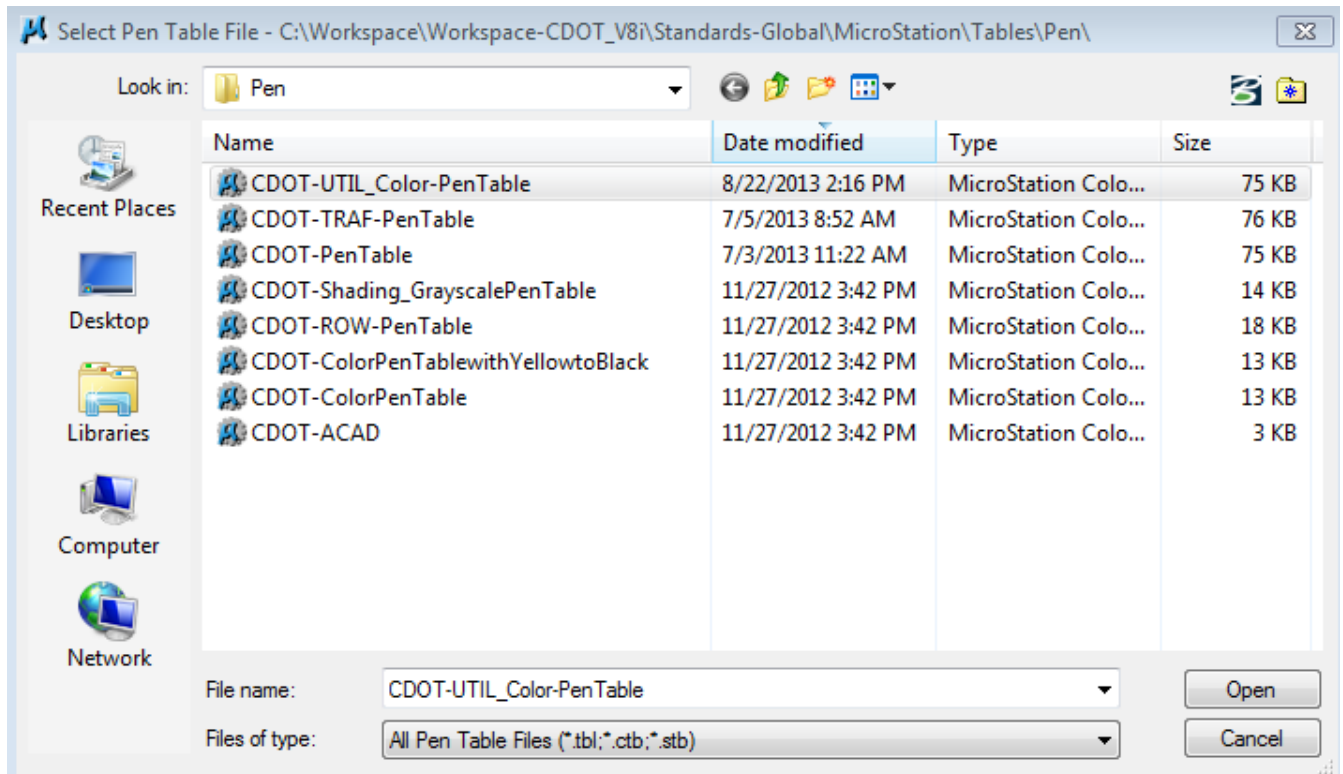 Select Pen Table File - C:\Workspace\Workspace-CDOT_V8i\Standards-Global\MicroStation\Tables\Pen\
Look in: Pen
Name Date modified Type Size
CDOT-UTIL_Color-PenTable 8/22/2013 2:16 PM MicroStation Colo... 75 KB
CDOT-TRAF-PenTable 7/5/2013 8:52 AM MicroStation Colo... 76 KB
CDOT-PenTable 7/3/2013 11:22 AM MicroStation Colo... 75 KB
CDOT-Shading_GrayscalePenTable 11/27/2012 3:42 PM MicroStation Colo... 14 KB
CDOT-ROW-PenTable 11/27/2012 3:42 PM MicroStation Colo... 18 KB
CDOT-ColorPenTablewithYellowtoBlack 11/27/2012 3:42 PM MicroStation Colo... 13 KB
CDOT-ColorPenTable 11/27/2012 3:42 PM MicroStation Colo... 13 KB
CDOT-ACAD 11/27/2012 3:42 PM MicroStation Colo... 3 KB
Recent Places
Desktop
Libraries
Computer
Network
File name: CDOT-UTIL_Color-PenTable Open
Files of type: All Pen Table Files (*.tbl;*.ctb;*.stb) Cancel